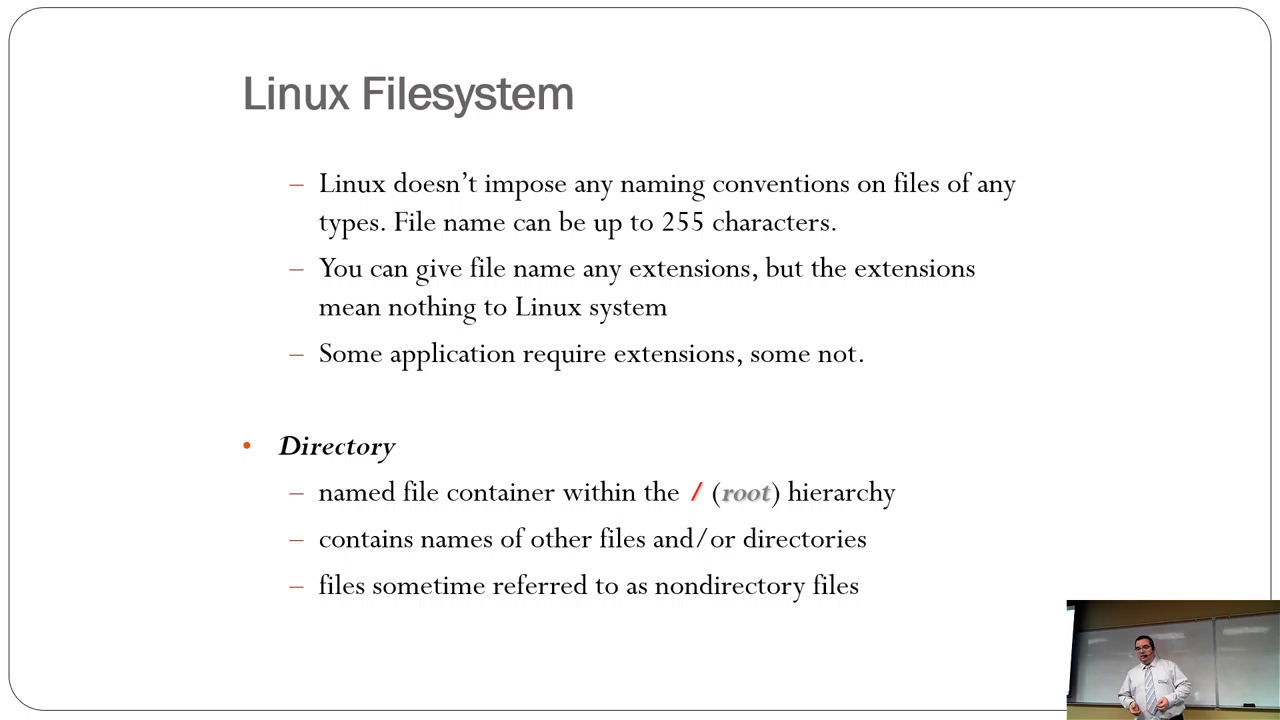 Linux Filesystem
– Linux doesn’t impose any naming conventions on files of any
types. File name can be up to 255 characters.
– You can give file name any extensions, but the extensions
mean nothing to Linux system
– Some application require extensions, some not.
• Directory
– named file container within the / (root) hierarchy
– contains names of other files and/or directories
– files sometime referred to as nondirectory files